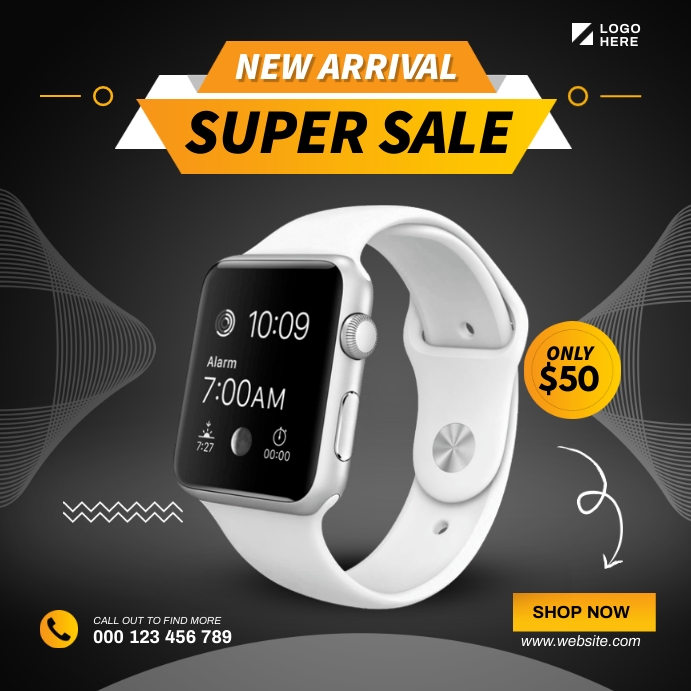 LOGO
HERE
NEW ARRIVAL
SUPER SALE
10:09
Alarm
7:00AM
7:27
00:00
ONLY
$50
CALL OUT TO FIND MORE
000 123 456 789
SHOP NOW
www.website.com